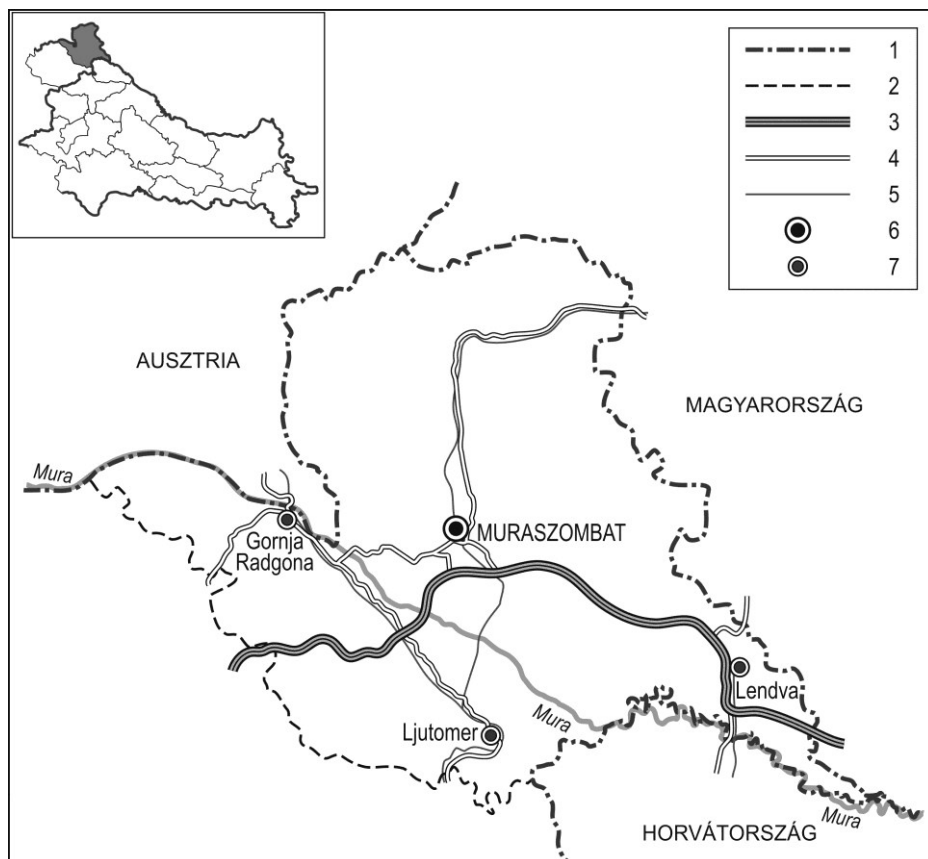 1
2
3
4
5
6
7
AUSZTRIA
MAGYARORSZÁG
Mura
Gornja
Radgona
MURASZOMBAT
Lendva
Ljutomer
Mura
Mura
HORVÁTORSZÁG